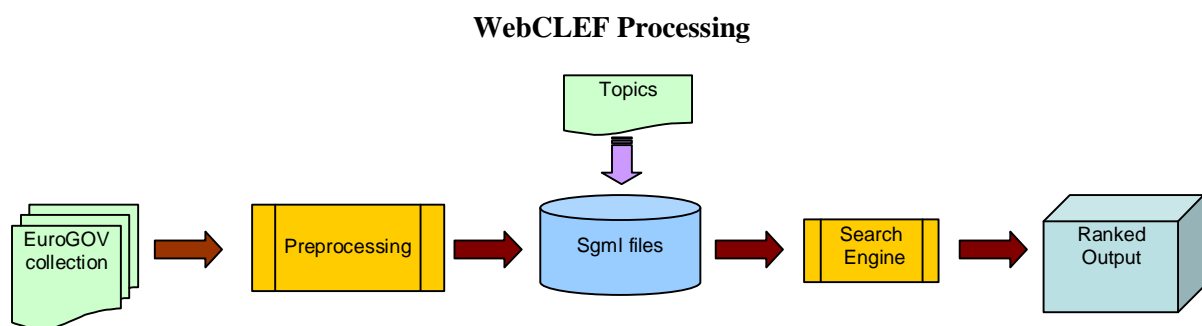 WebCLEF Processing
Topics
EuroGOV
collection
Preprocessing
Sgml files
Search
Engine
Ranked
Output